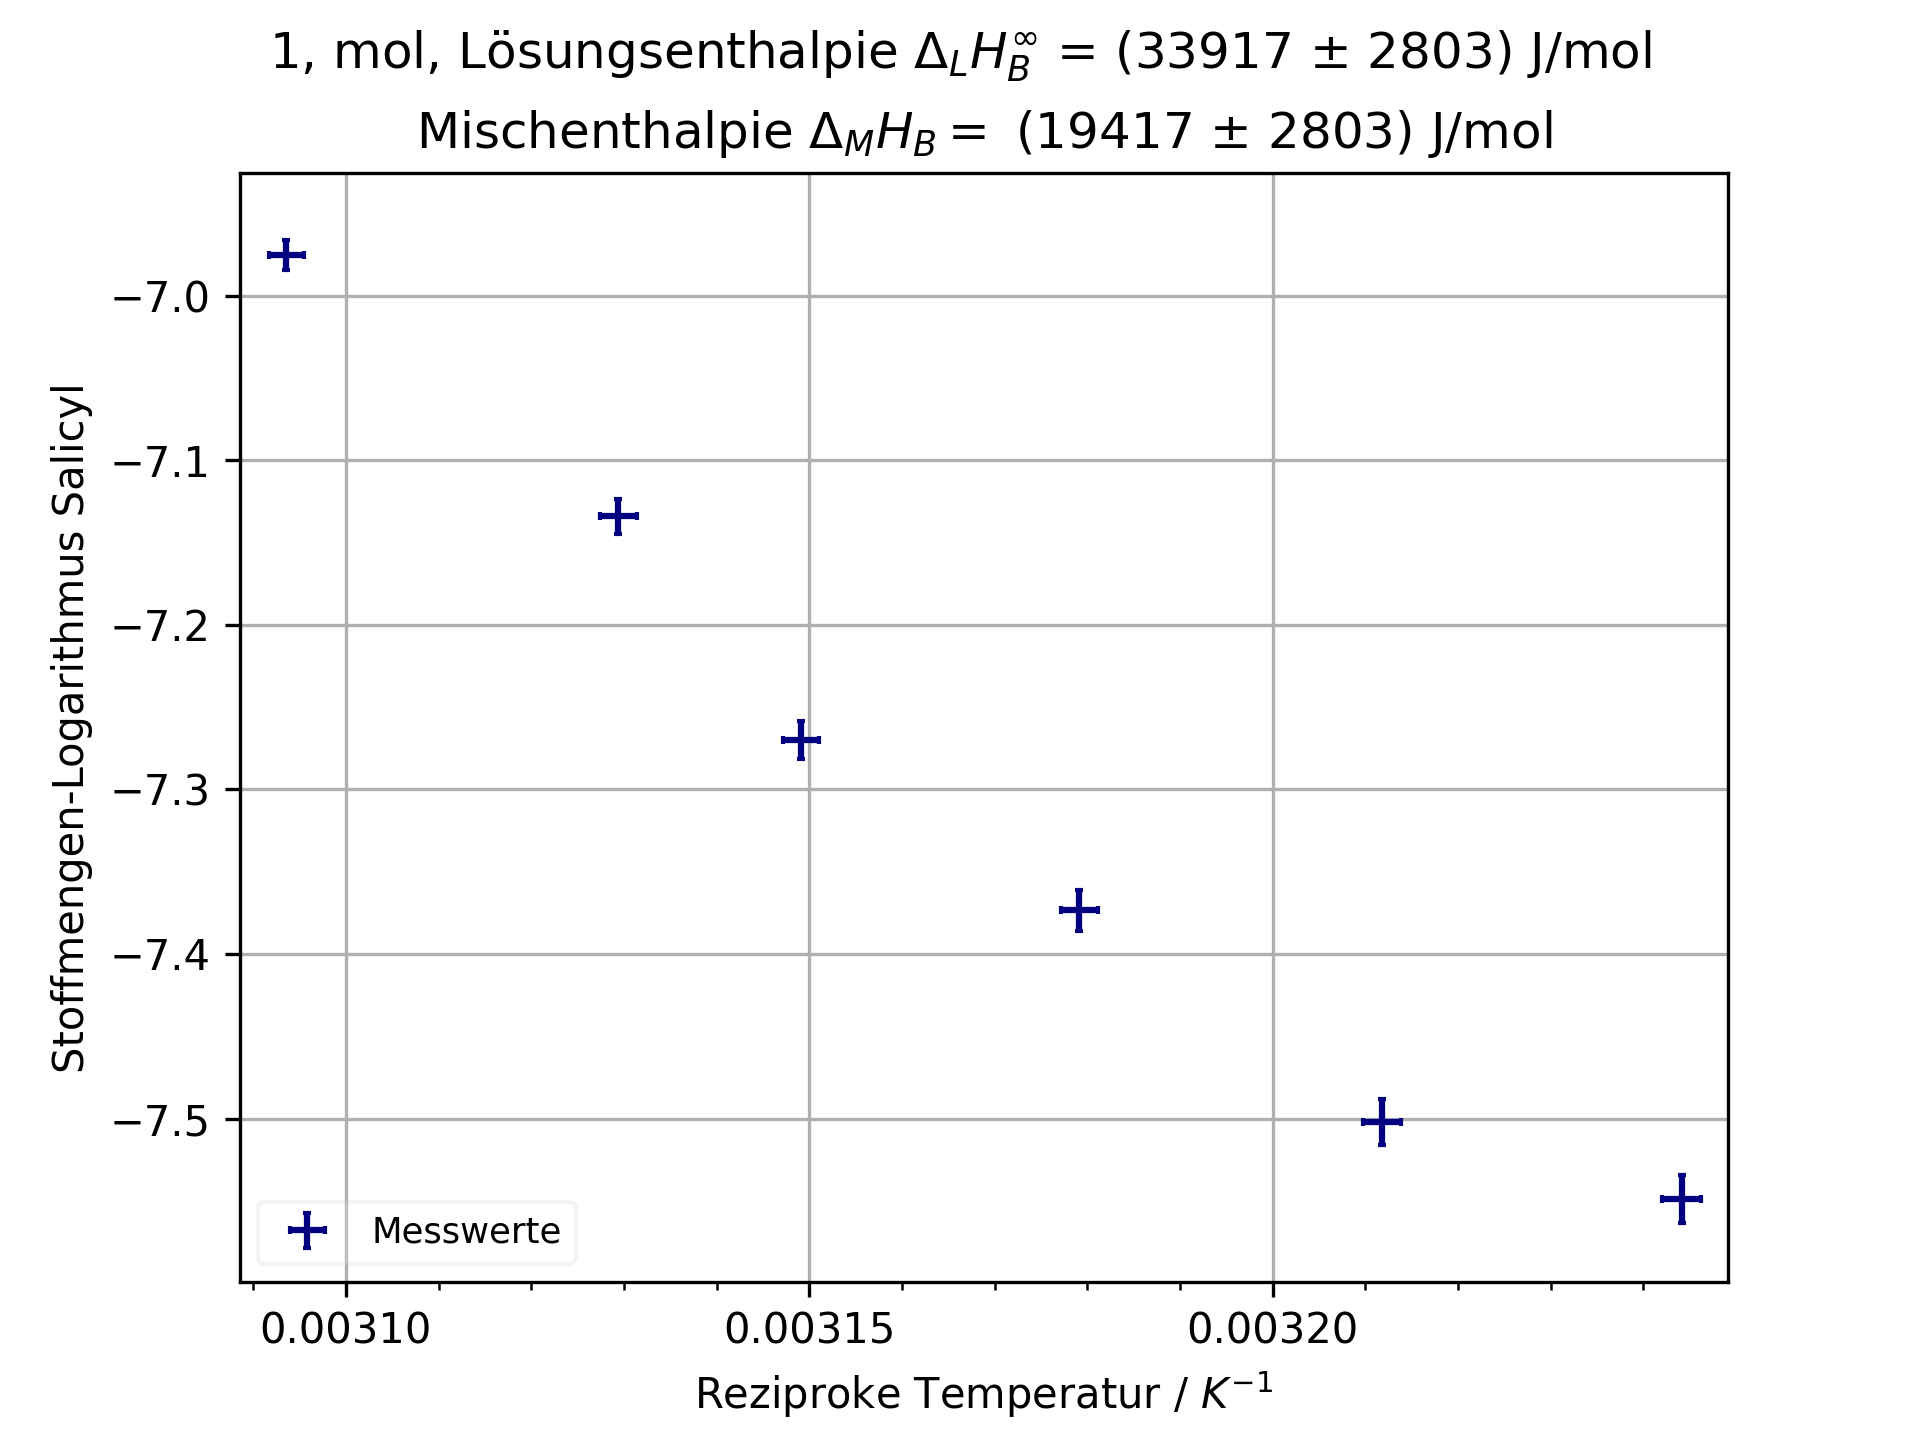 1, mol, Lösungsenthalpie Δ_L H_B^∞ = (33917 ± 2803) J/mol
Mischenthalpie Δ_M H_B = (19417 ± 2803) J/mol
Stoffmengen-Logarithmus Salicyl
−7.0
−7.1
−7.2
−7.3
−7.4
−7.5
Messwerte
0.00310
0.00315
0.00320
Reziproke Temperatur / K⁻¹